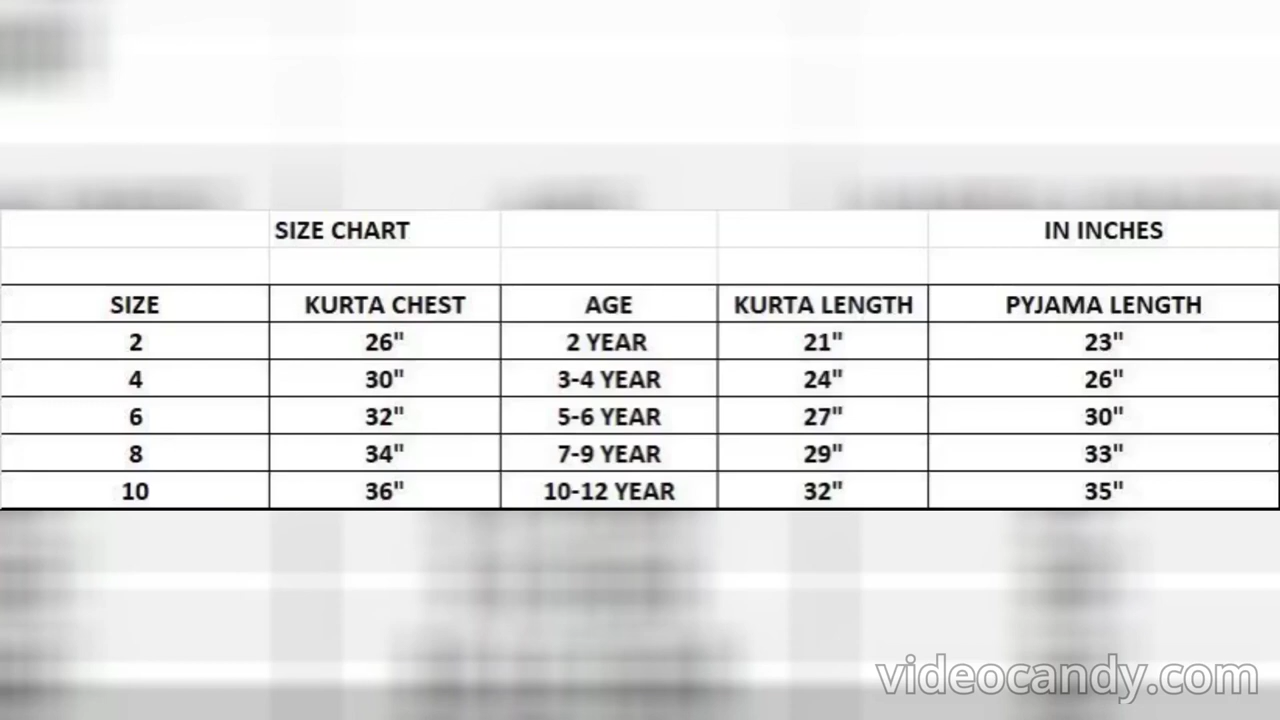 SIZE CHART IN INCHES
SIZE KURTA CHEST AGE KURTA LENGTH PYJAMA LENGTH
2 26" 2 YEAR 21" 23"
4 30" 3-4 YEAR 24" 26"
6 32" 5-6 YEAR 27" 30"
8 34" 7-9 YEAR 29" 33"
10 36" 10-12 YEAR 32" 35"
videocandy.com